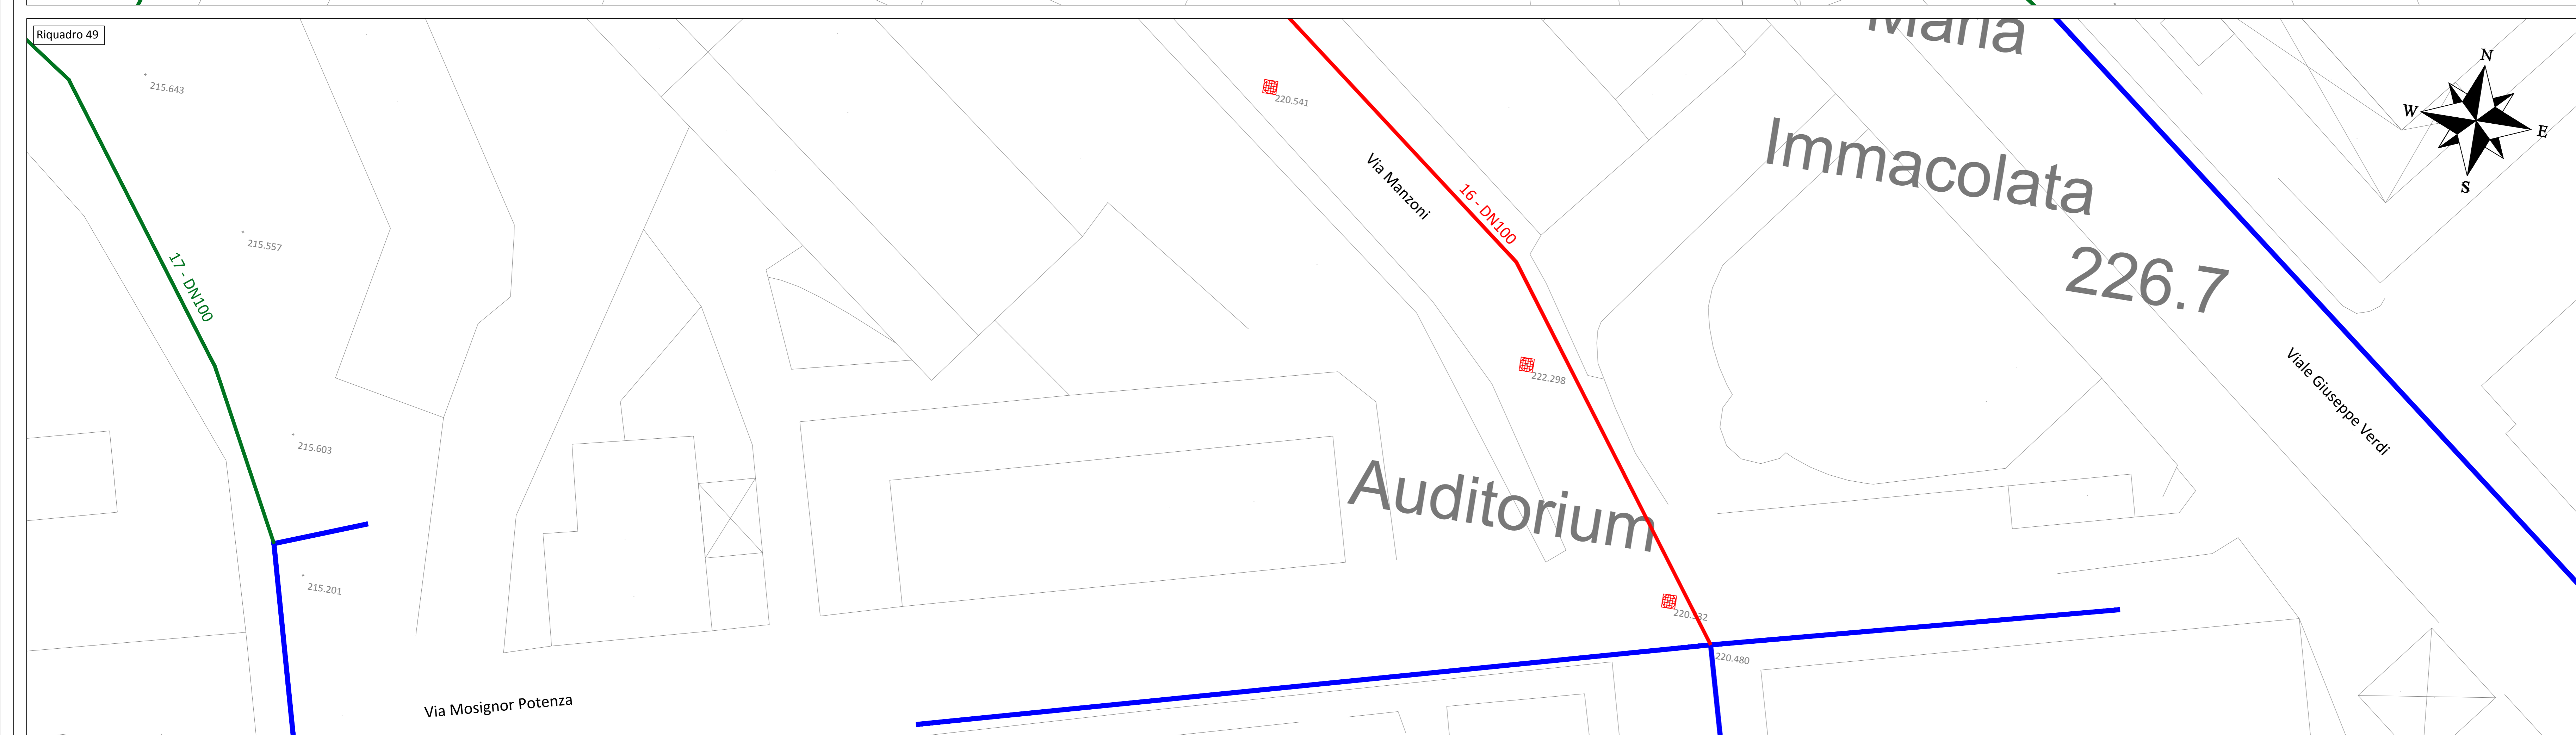 Riquadro 49
Maria
N
W
E
S
215.643
220.541
Immacolata
Via Manzoni
16 - DN100
215.557
17 - DN100
226.7
222.298
Viale Giuseppe Verdi
215.603
Auditorium
215.201
220.480
Via Mosignor Potenza